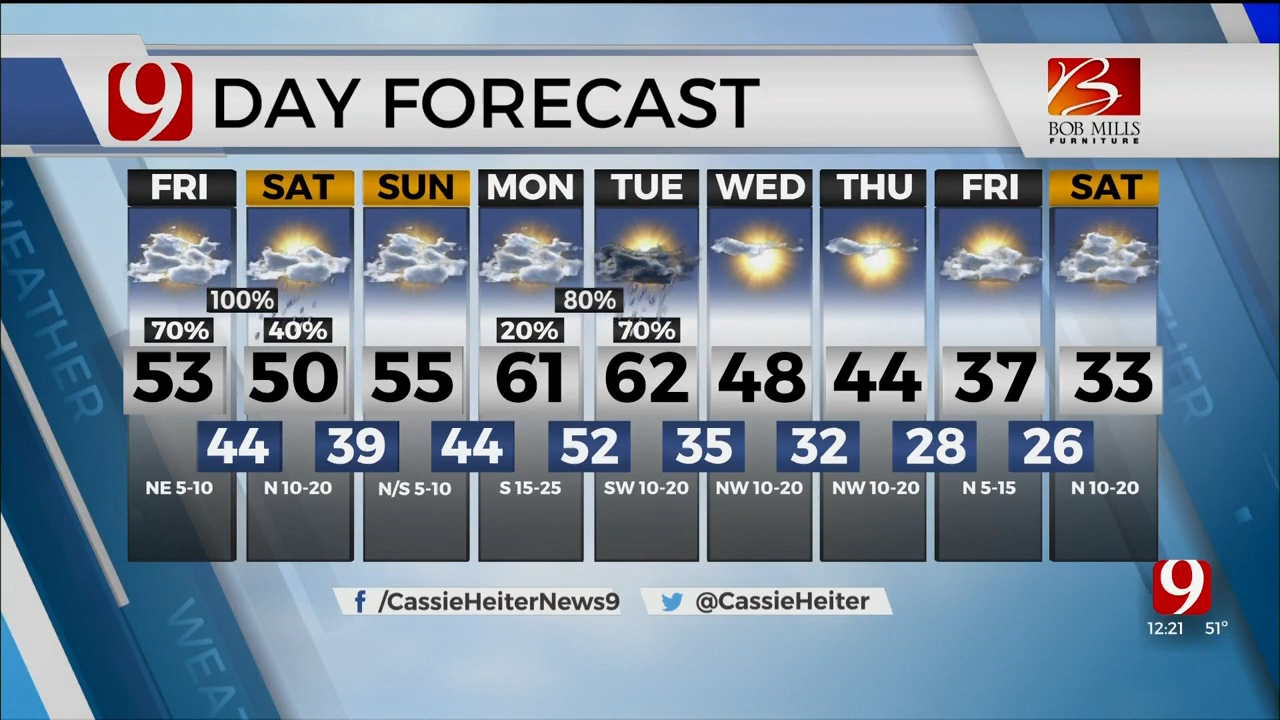 9 DAY FORECAST
B
BOB MILLS
FURNITURE
FRI SAT SUN MON TUE WED THU FRI SAT
100% 80%
70% 40% 20% 70%
53 50 55 61 62 48 44 37 33
44 39 44 52 35 32 28 26
NE 5-10 N 10-20 N/S 5-10 S 15-25 SW 10-20 NW 10-20 NW 10-20 N 5-15 N 10-20
f /CassieHeiterNews9 @CassieHeiter
9
12:21 51°
WEATHER
WEATHER
WEAT